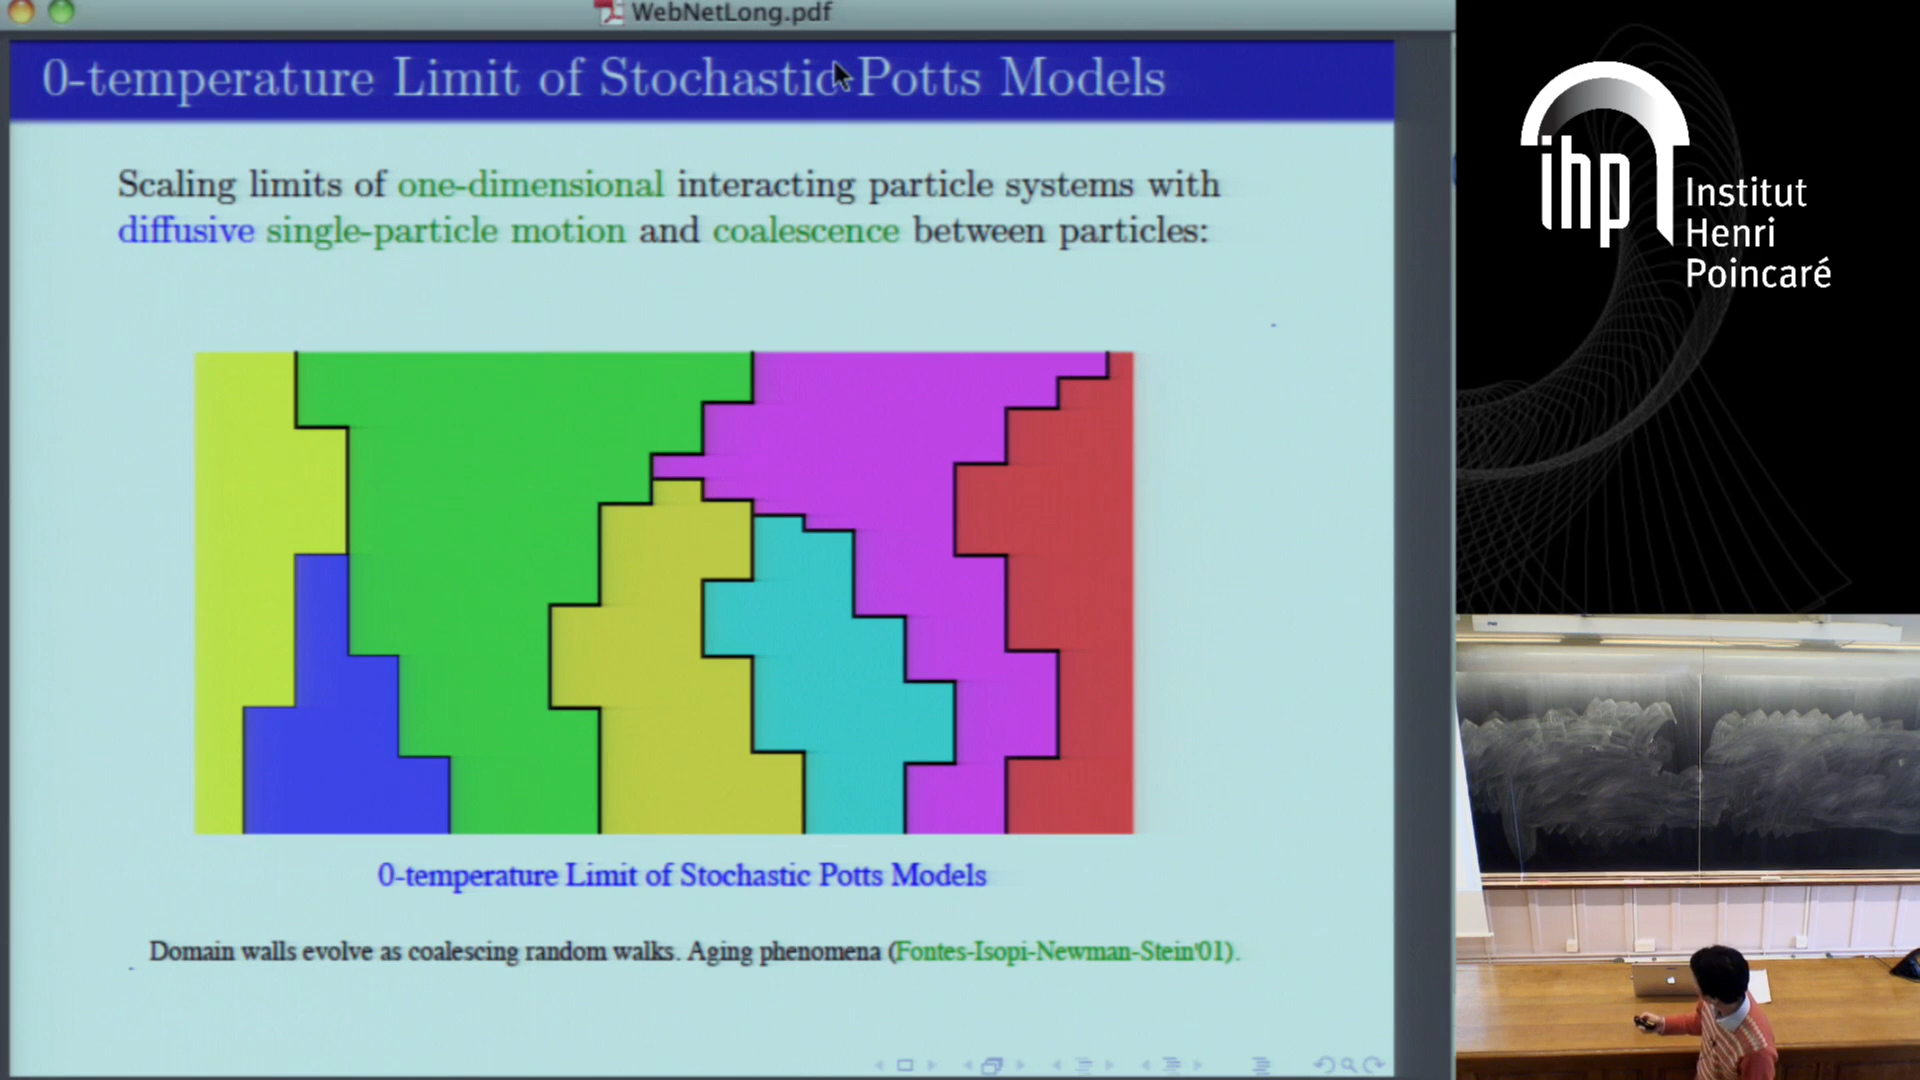 WebNetLong.pdf
0-temperature Limit of Stochastic Potts Models
Scaling limits of one-dimensional interacting particle systems with
diffusive single-particle motion and coalescence between particles:
0-temperature Limit of Stochastic Potts Models
Domain walls evolve as coalescing random walks. Aging phenomena (Fontes-Isopi-Newman-Stein'01).
ihp
Institut
Henri
Poincaré